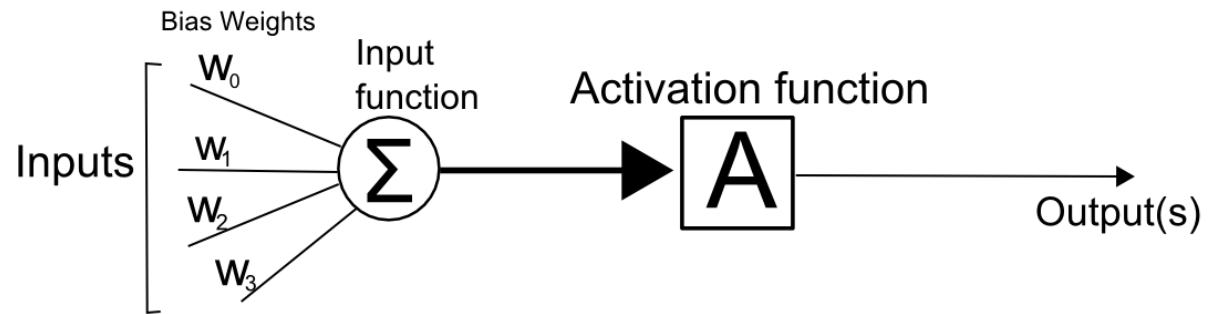 Bias Weights
W0
Input
function
Activation function
Inputs
W1
Σ
A
W2
Output(s)
W3